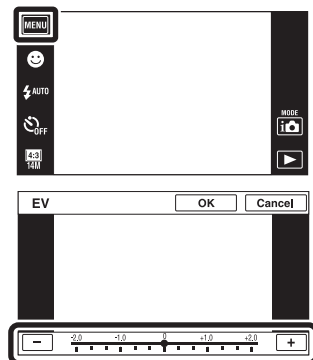 MENU
AUTO
OFF
4:3
14M
MODE
EV
OK
Cancel
-2.0 -1.0 0 +1.0 +2.0
− +